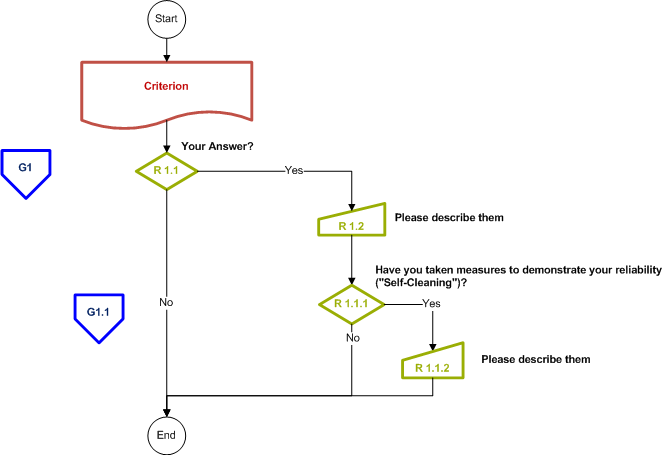 Start
Criterion
Your Answer?
G1
R 1.1
Yes
Please describe them
R 1.2
Have you taken measures to demonstrate your reliability
("Self-Cleaning")?
G1.1
No
R 1.1.1
Yes
No
Please describe them
R 1.1.2
End